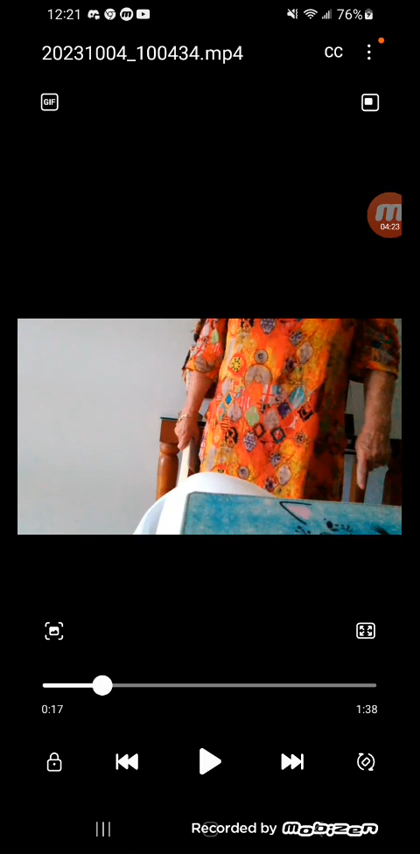 12:21
76%
20231004_100434.mp4
CC
GIF
04:23
0:17
1:38
Recorded by mobizen